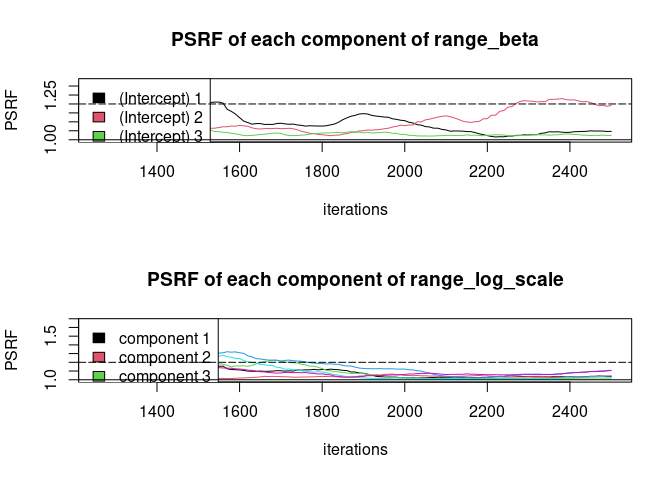 PSRF of each component of range_beta
PSRF
1.00 1.25
(Intercept) 1
(Intercept) 2
(Intercept) 3
1400 1600 1800 2000 2200 2400
iterations
PSRF of each component of range_log_scale
PSRF
1.0 1.5
component 1
component 2
component 3
1400 1600 1800 2000 2200 2400
iterations